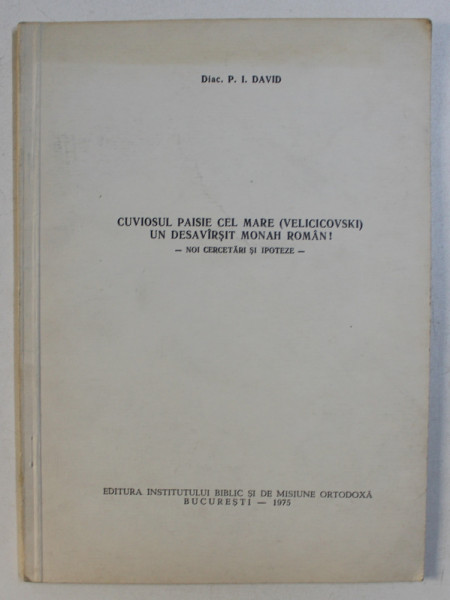 Diac. P. I. DAVID
CUVIOSUL PAISIE CEL MARE (VELICICOVSKI)
UN DESAVÎRŞIT MONAH ROMÂN!
— NOI CERCETĂRI ŞI IPOTEZE —
EDITURA INSTITUTULUI BIBLIC ŞI DE MISIUNE ORTODOXĂ
BUCUREŞTI — 1975